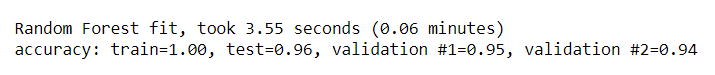 Random Forest fit, took 3.55 seconds (0.06 minutes)
accuracy: train=1.00, test=0.96, validation #1=0.95, validation #2=0.94